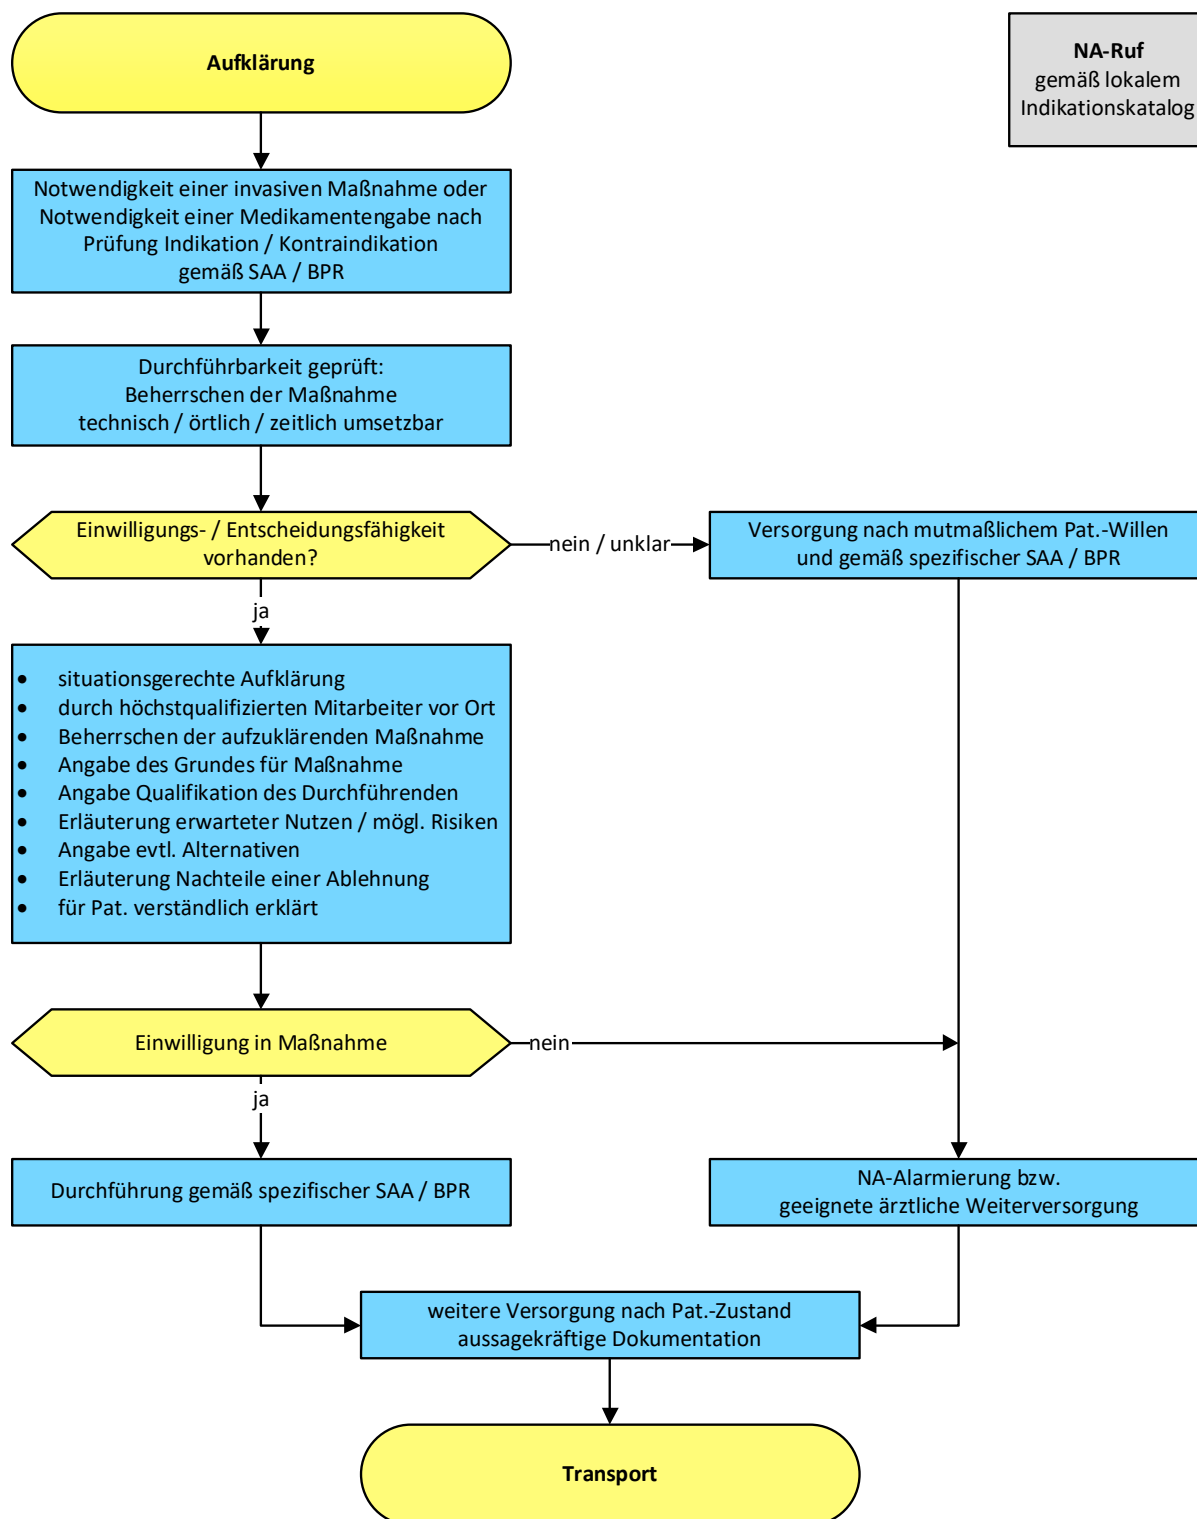 Aufklärung
NA-Ruf
gemäß lokalem
Indikationskatalog
Notwendigkeit einer invasiven Maßnahme oder
Notwendigkeit einer Medikamentengabe nach
Prüfung Indikation / Kontraindikation
gemäß SAA / BPR
Durchführbarkeit geprüft:
Beherrschen der Maßnahme
technisch / örtlich / zeitlich umsetzbar
Einwilligungs- / Entscheidungsfähigkeit
vorhanden?
nein / unklar
Versorgung nach mutmaßlichem Pat.-Willen
und gemäß spezifischer SAA / BPR
ja
• situationsgerechte Aufklärung
• durch höchstqualifizierten Mitarbeiter vor Ort
• Beherrschen der aufzuklärenden Maßnahme
• Angabe des Grundes für Maßnahme
• Angabe Qualifikation des Durchführenden
• Erläuterung erwarteter Nutzen / mögl. Risiken
• Angabe evtl. Alternativen
• Erläuterung Nachteile einer Ablehnung
• für Pat. verständlich erklärt
Einwilligung in Maßnahme
nein
ja
Durchführung gemäß spezifischer SAA / BPR
NA-Alarmierung bzw.
geeignete ärztliche Weiterversorgung
weitere Versorgung nach Pat.-Zustand
aussagekräftige Dokumentation
Transport